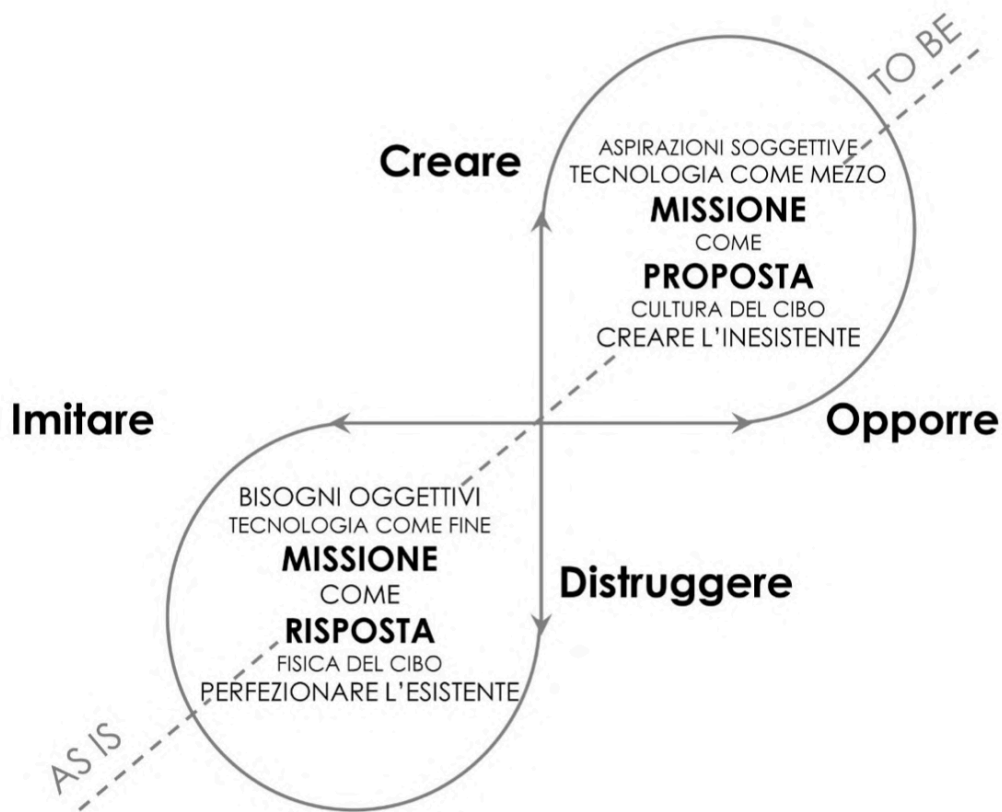 TO BE
Creare
ASPIRAZIONI SOGGETTIVE
TECNOLOGIA COME MEZZO
MISSIONE
COME
PROPOSTA
CULTURA DEL CIBO
CREARE L'INESISTENTE
Imitare
Opporre
BISOGNI OGGETTIVI
TECNOLOGIA COME FINE
MISSIONE
COME
RISPOSTA
FISICA DEL CIBO
PERFEZIONARE L'ESISTENTE
Distruggere
AS IS